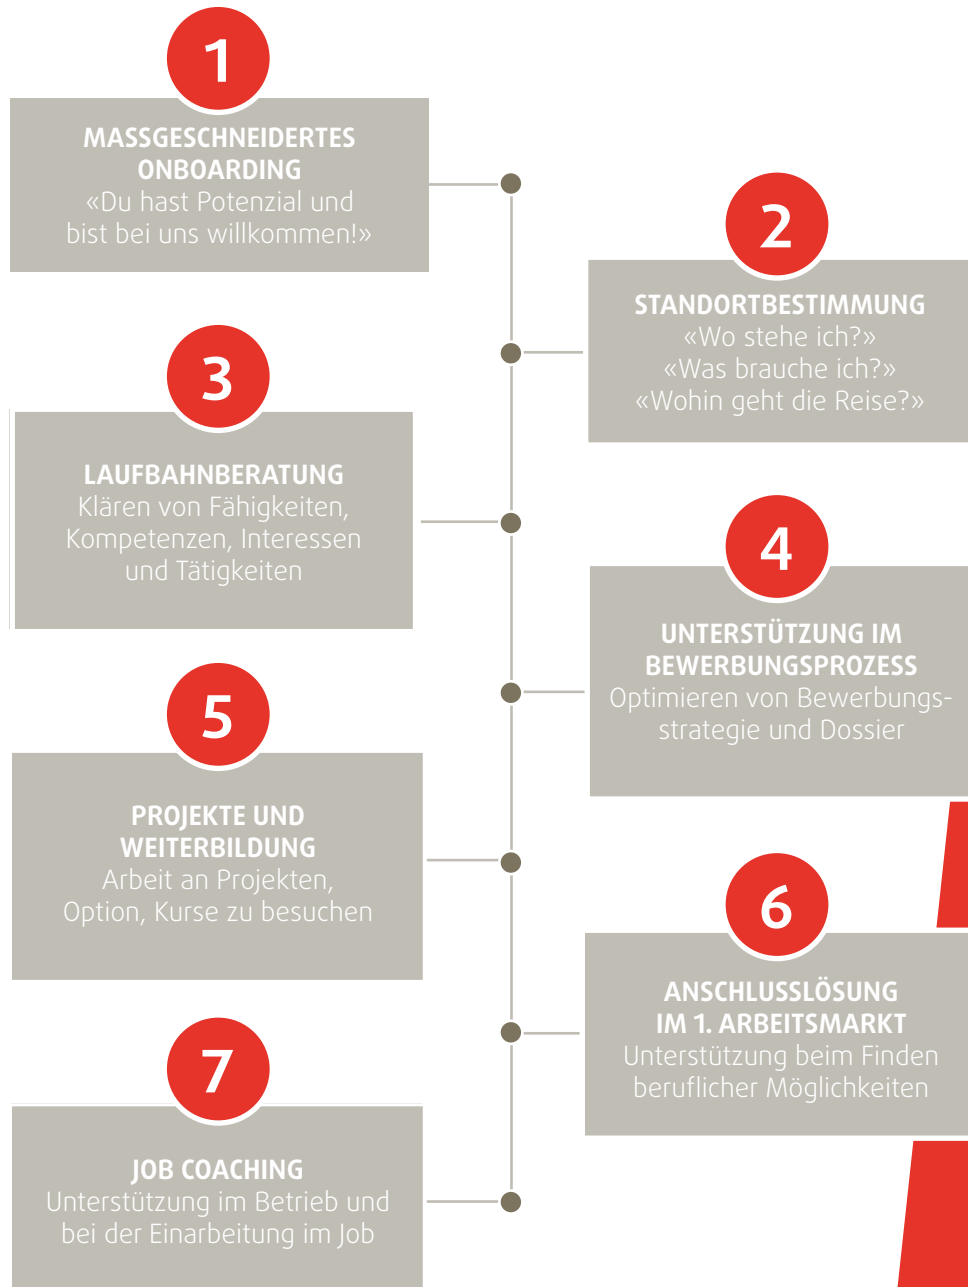 1
MASSGESCHNEIDERTES
ONBOARDING
«Du hast Potenzial und
bist bei uns willkommen!»
2
STANDORTBESTIMMUNG
«Wo stehe ich?»
«Was brauche ich?»
«Wohin geht die Reise?»
3
LAUFBAHNBERATUNG
Klären von Fähigkeiten,
Kompetenzen, Interessen
und Tätigkeiten
4
UNTERSTÜTZUNG IM
BEWERBUNGSPROZESS
Optimieren von Bewerbungs-
strategie und Dossier
5
PROJEKTE UND
WEITERBILDUNG
Arbeit an Projekten,
Option, Kurse zu besuchen
6
ANSCHLUSSLÖSUNG
IM 1. ARBEITSMARKT
Unterstützung beim Finden
beruflicher Möglichkeiten
7
JOB COACHING
Unterstützung im Betrieb und
bei der Einarbeitung im Job